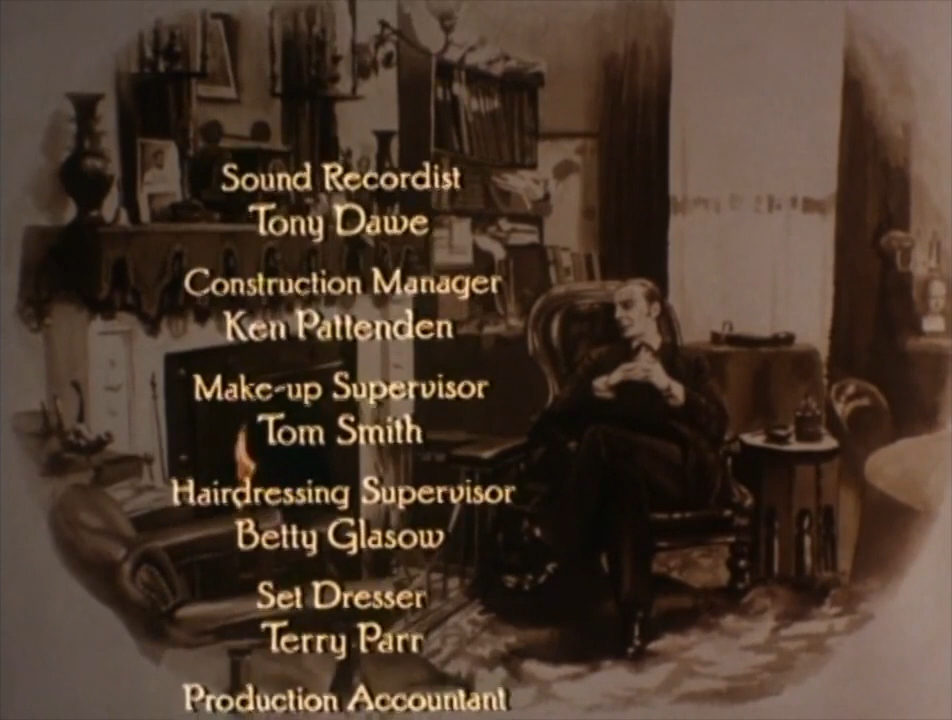 Sound Recordist
Tony Dawe
Construction Manager
Ken Pattenden
Make-up Supervisor
Tom Smith
Hairdressing Supervisor
Betty Glasow
Set Dresser
Terry Parr
Production Accountant